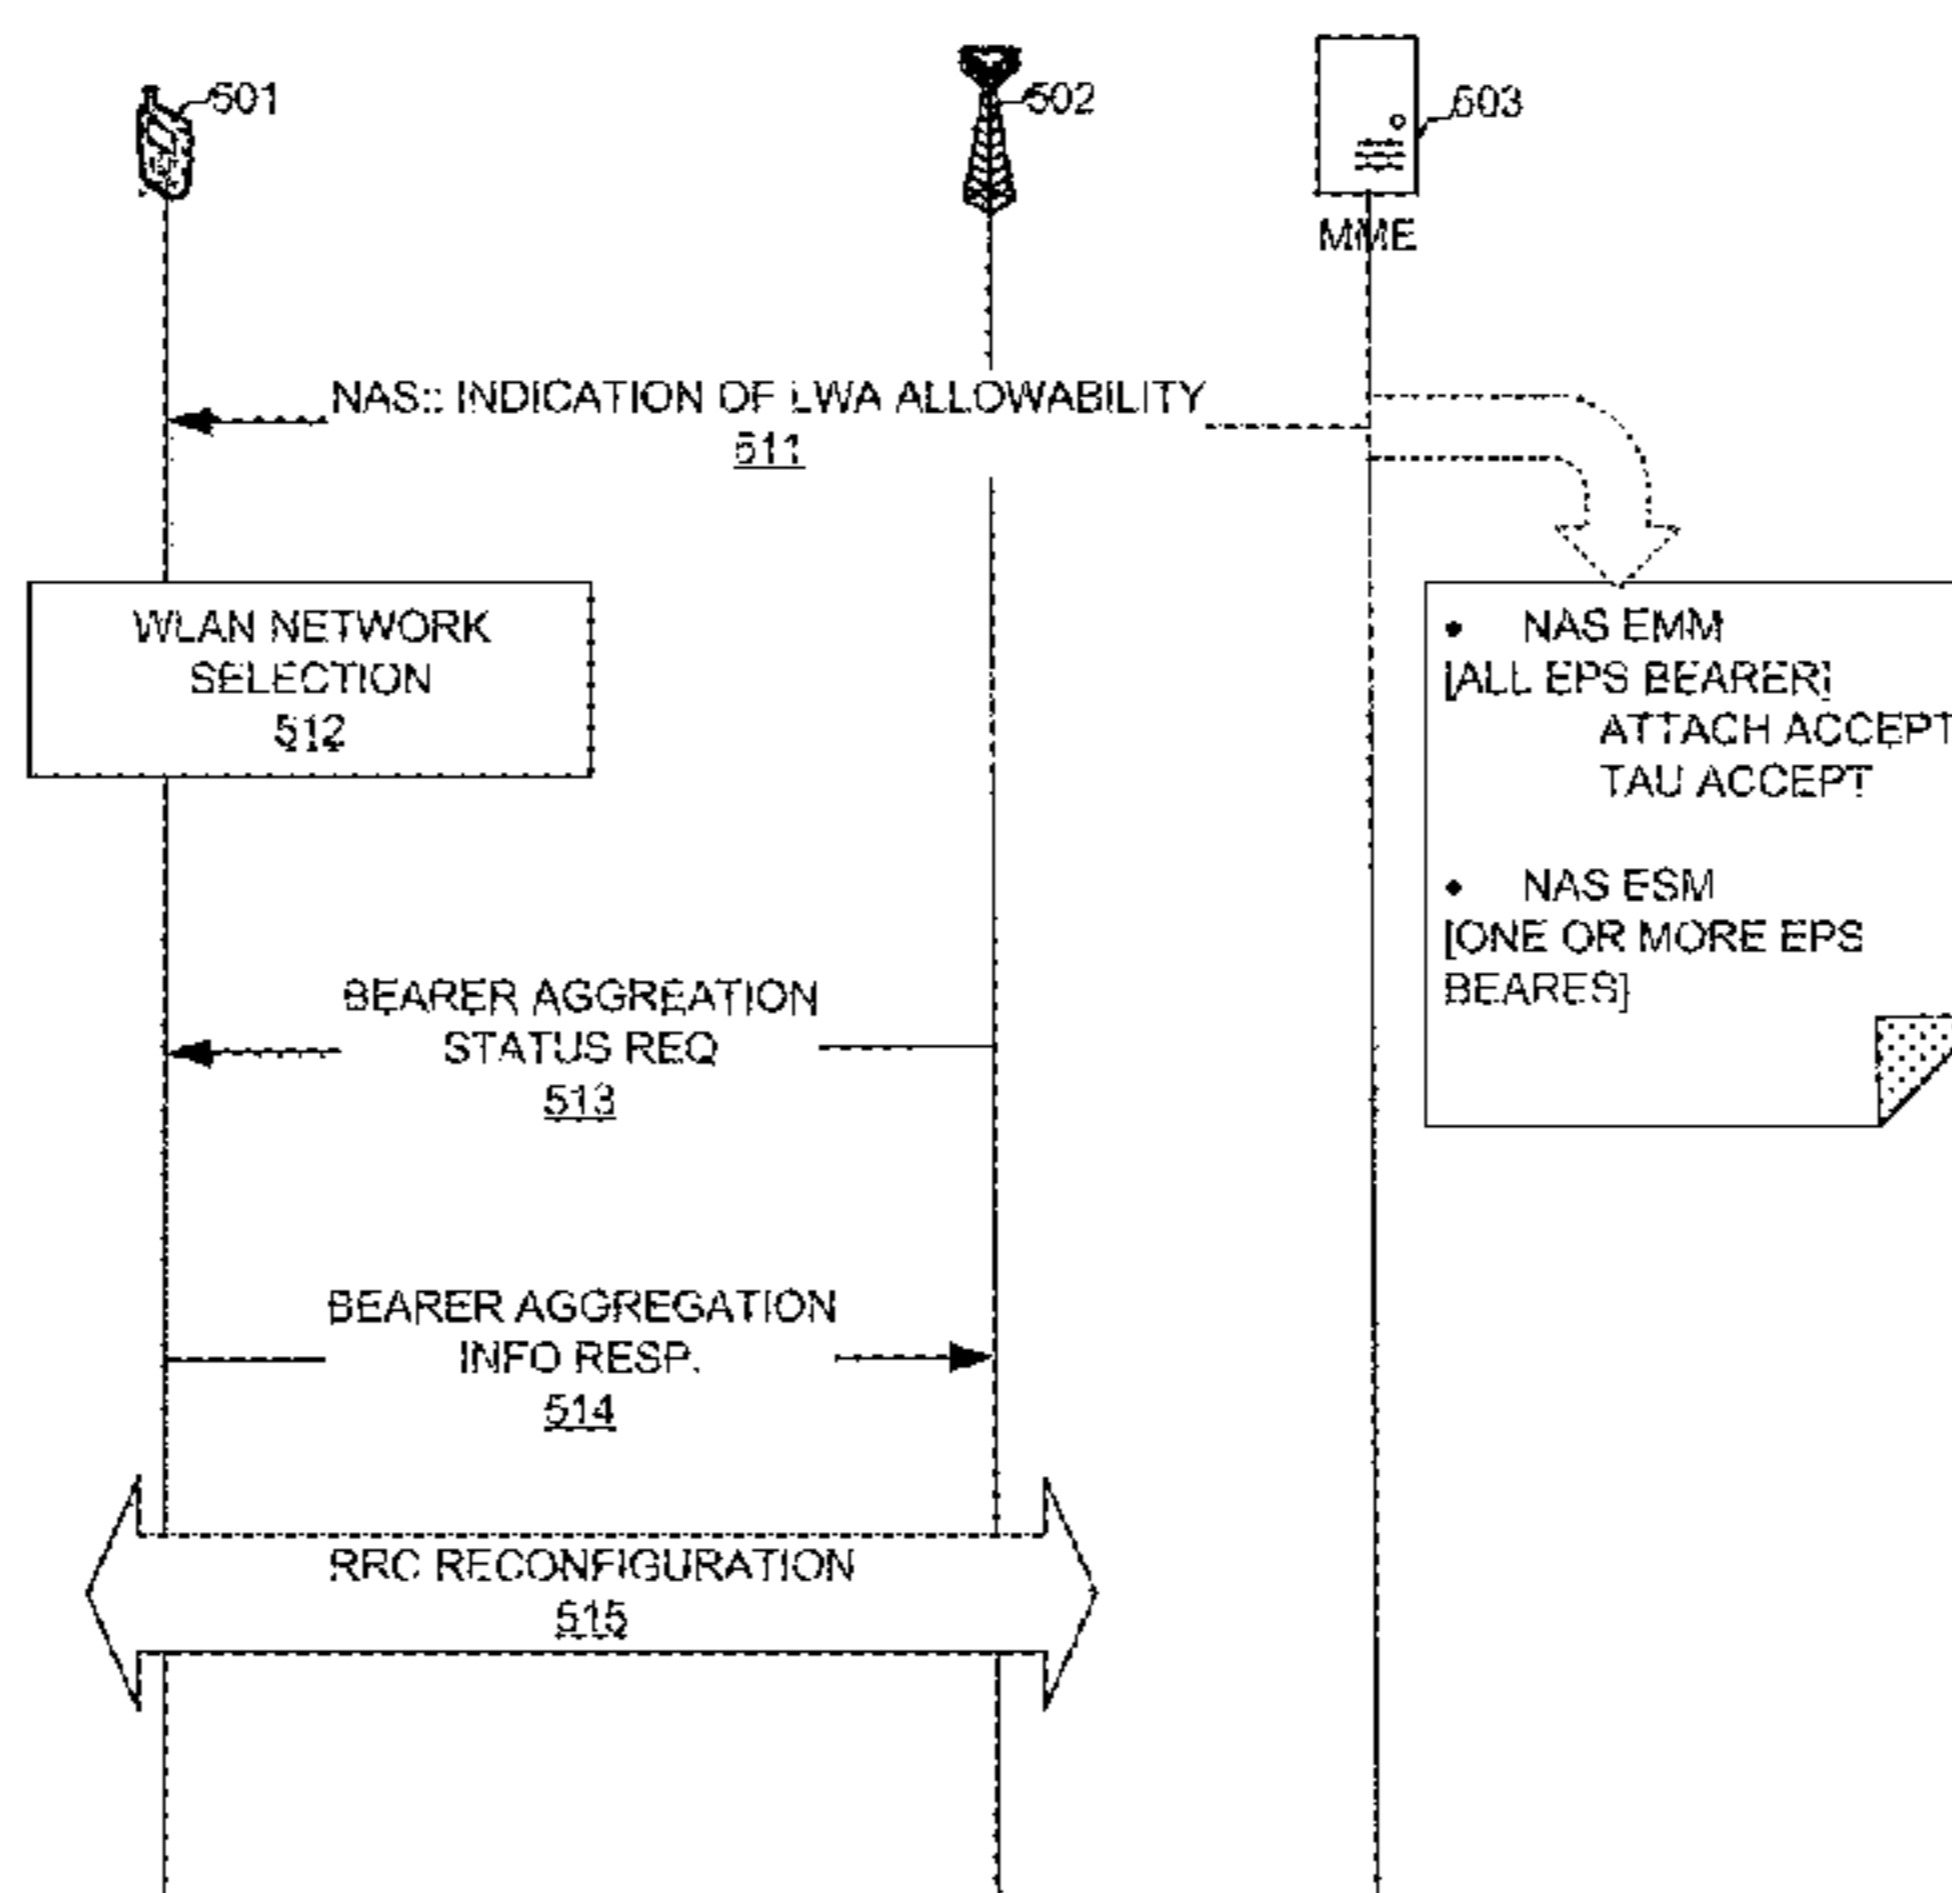 501
502
503
MME
NAS:: INDICATION OF LWA ALLOWABILITY
511
WLAN NETWORK
SELECTION
512
• NAS EMM
[ALL EPS BEARER]
ATTACH ACCEPT
TAU ACCEPT
• NAS ESM
[ONE OR MORE EPS
BEARES]
BEARER AGGREATION
STATUS REQ
513
BEARER AGGREGATION
INFO RESP.
514
RRC RECONFIGURATION
515